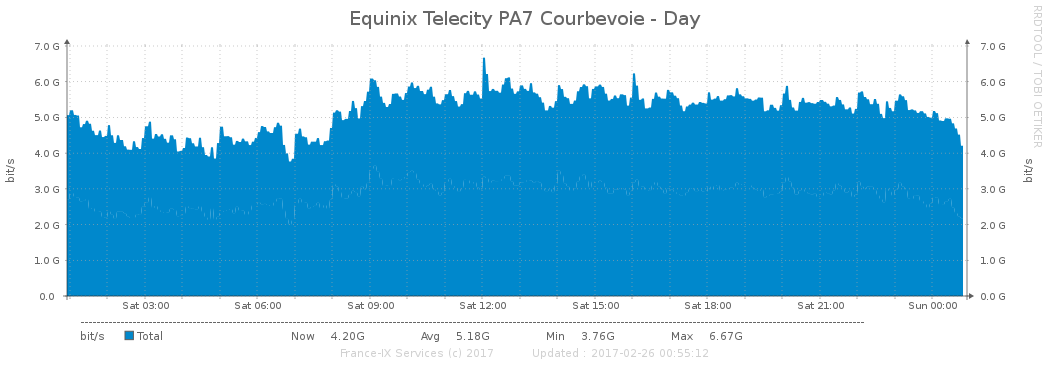 Equinix Telecity PA7 Courbevoie - Day
RRDTOOL / TOBI OETIKER
bit/s
7.0 G
6.0 G
5.0 G
4.0 G
3.0 G
2.0 G
1.0 G
0.0
7.0 G
6.0 G
5.0 G
4.0 G
3.0 G
2.0 G
1.0 G
0.0 G
bit/s
Sat 03:00 Sat 06:00 Sat 09:00 Sat 12:00 Sat 15:00 Sat 18:00 Sat 21:00 Sun 00:00
bit/s Total Now 4.20G Avg 5.18G Min 3.76G Max 6.67G
France-IX Services (c) 2017 Updated : 2017-02-26 00:55:12